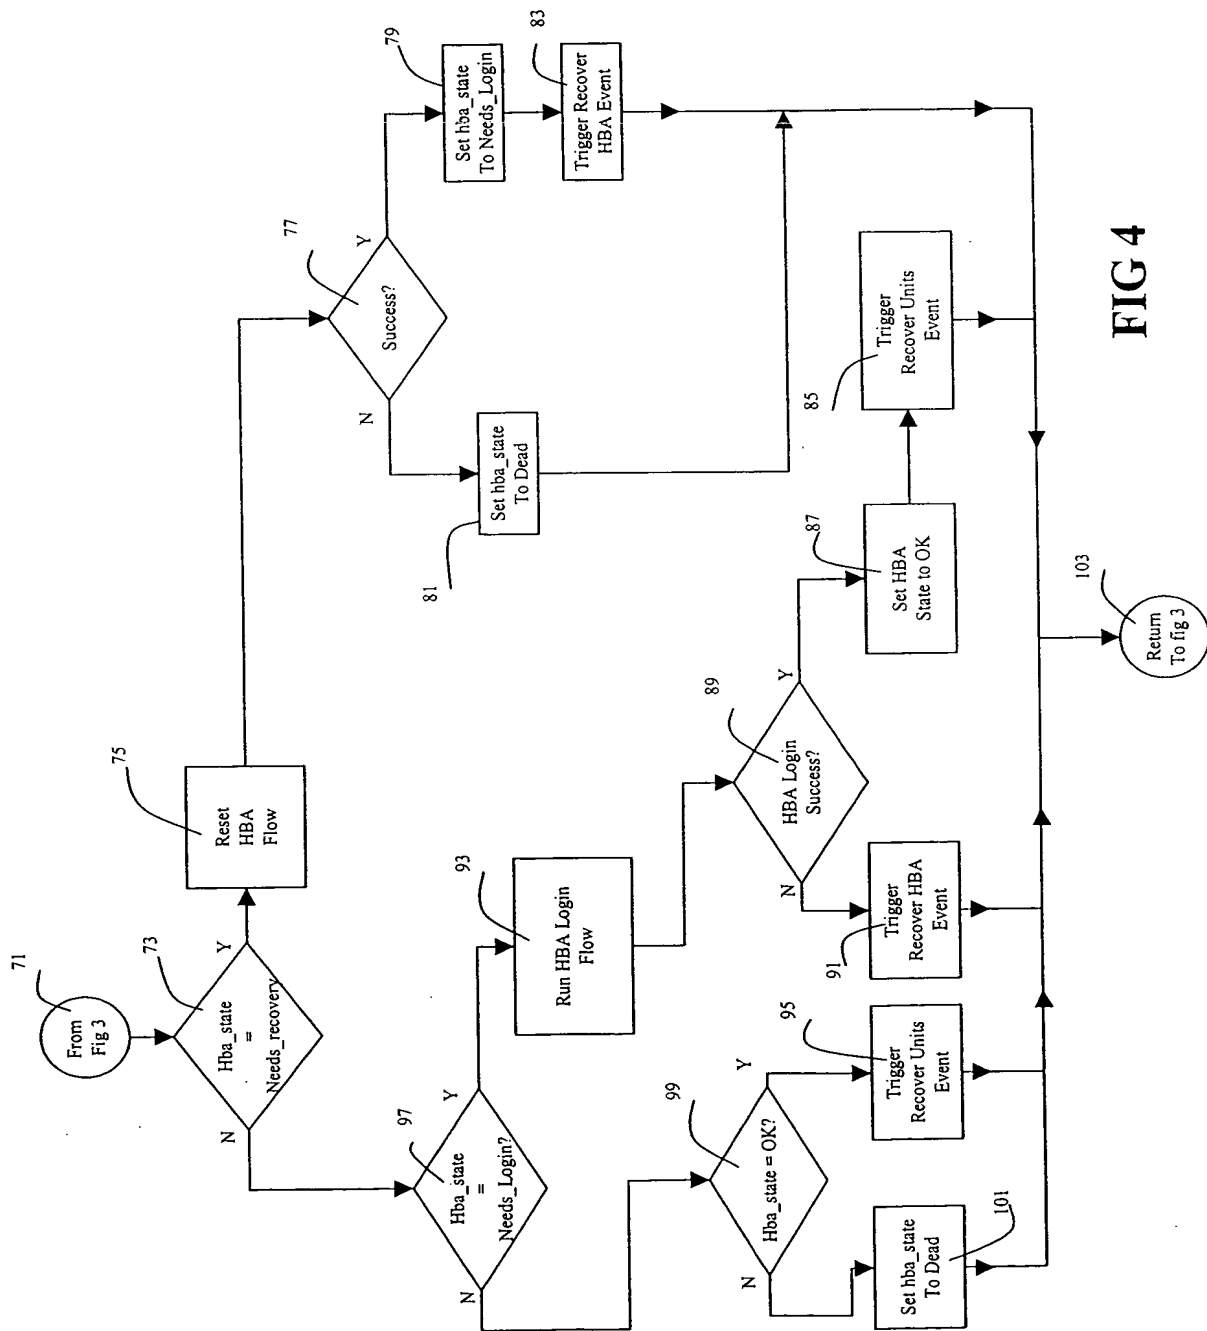 71
From
Fig 3
73
Hba_state
=
Needs_recovery
Y
N
75
Reset
HBA
Flow
77
Success?
Y
N
79
Set hba_state
To Needs_Login
83
Trigger Recover
HBA Event
81
Set hba_state
To Dead
97
Hba_state
=
Needs_Login?
Y
N
93
Run HBA Login
Flow
89
HBA Login
Success?
Y
N
87
Set HBA
State to OK
85
Trigger
Recover Units
Event
91
Trigger
Recover HBA
Event
99
Hba_state = OK?
Y
N
95
Trigger
Recover Units
Event
101
Set hba_state
To Dead
103
Return
To fig 3
FIG 4